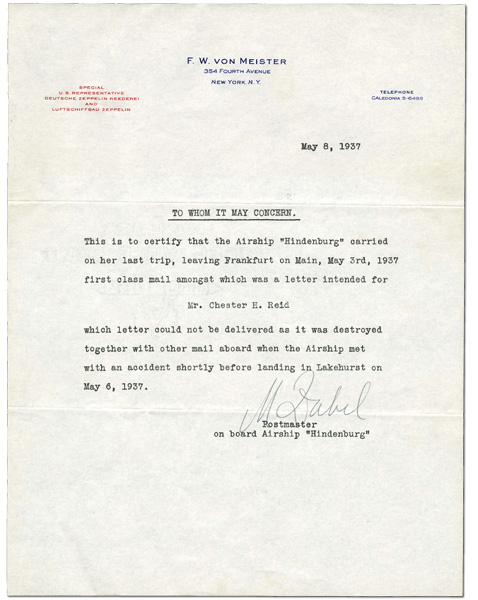 F. W. VON MEISTER
354 FOURTH AVENUE
NEW YORK, N.Y.
SPECIAL
U.S. REPRESENTATIVE
DEUTSCHE ZEPPELIN REEDEREI
AND
LUFTSCHIFFBAU ZEPPELIN
TELEPHONE
CALEDONIA 5-6495
May 8, 1937
TO WHOM IT MAY CONCERN.
This is to certify that the Airship "Hindenburg" carried
on her last trip, leaving Frankfurt on Main, May 3rd, 1937
first class mail amongst which was a letter intended for
Mr. Chester H. Reid
which letter could not be delivered as it was destroyed
together with other mail aboard when the Airship met
with an accident shortly before landing in Lakehurst on
May 6, 1937.
Postmaster
on board Airship "Hindenburg"